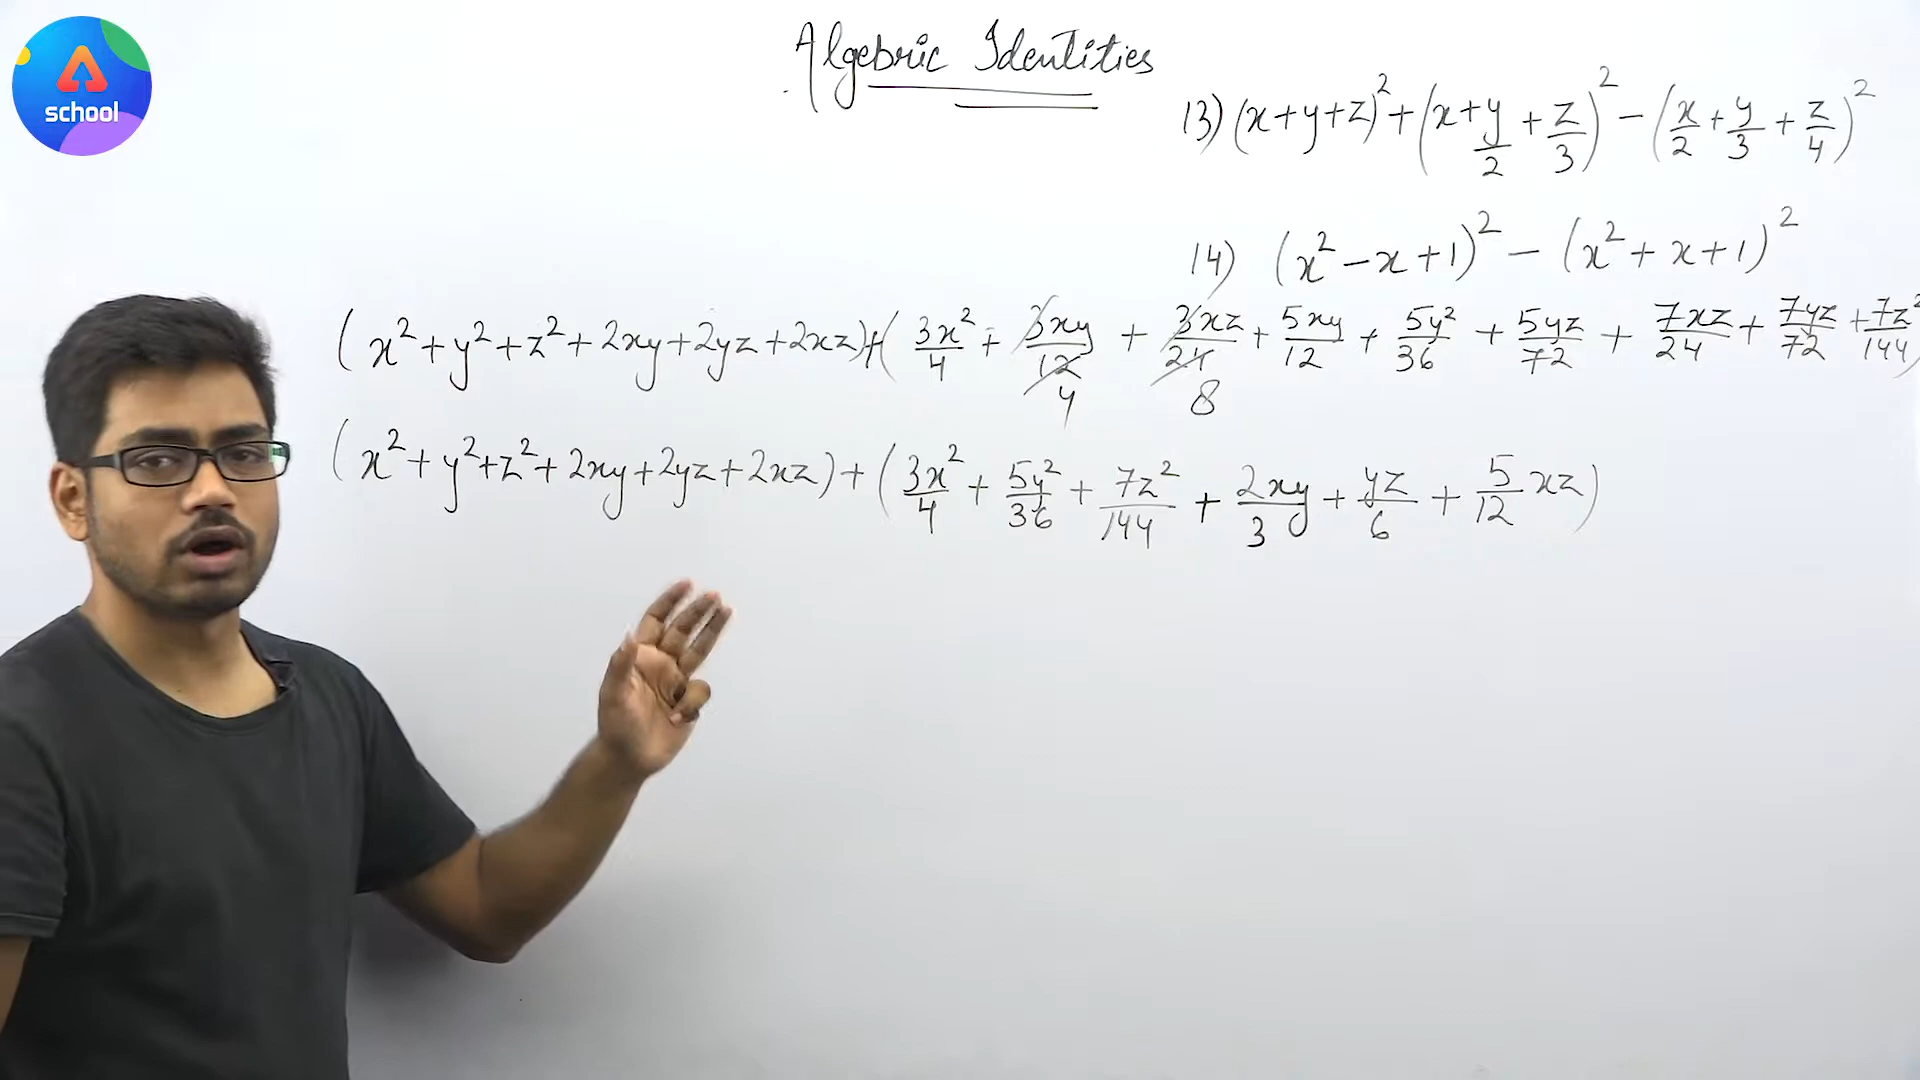 school
Algebric Identities
13) (x+y+z)² + (x + y/2 + z/3)² − (x/2 + y/3 + z/4)²
14) (x² − x + 1)² − (x² + x + 1)²
(x² + y² + z² + 2xy + 2yz + 2xz) + (3x²/4 + 3xy/12 + 3xz/24 + 5xy/12 + 5y²/36 + 5yz/72 + 7xz/24 + 7yz/72 + 7z²/144)
4 8
(x² + y² + z² + 2xy + 2yz + 2xz) + (3x²/4 + 5y²/36 + 7z²/144 + 2xy/3 + yz/6 + 5/12 xz)